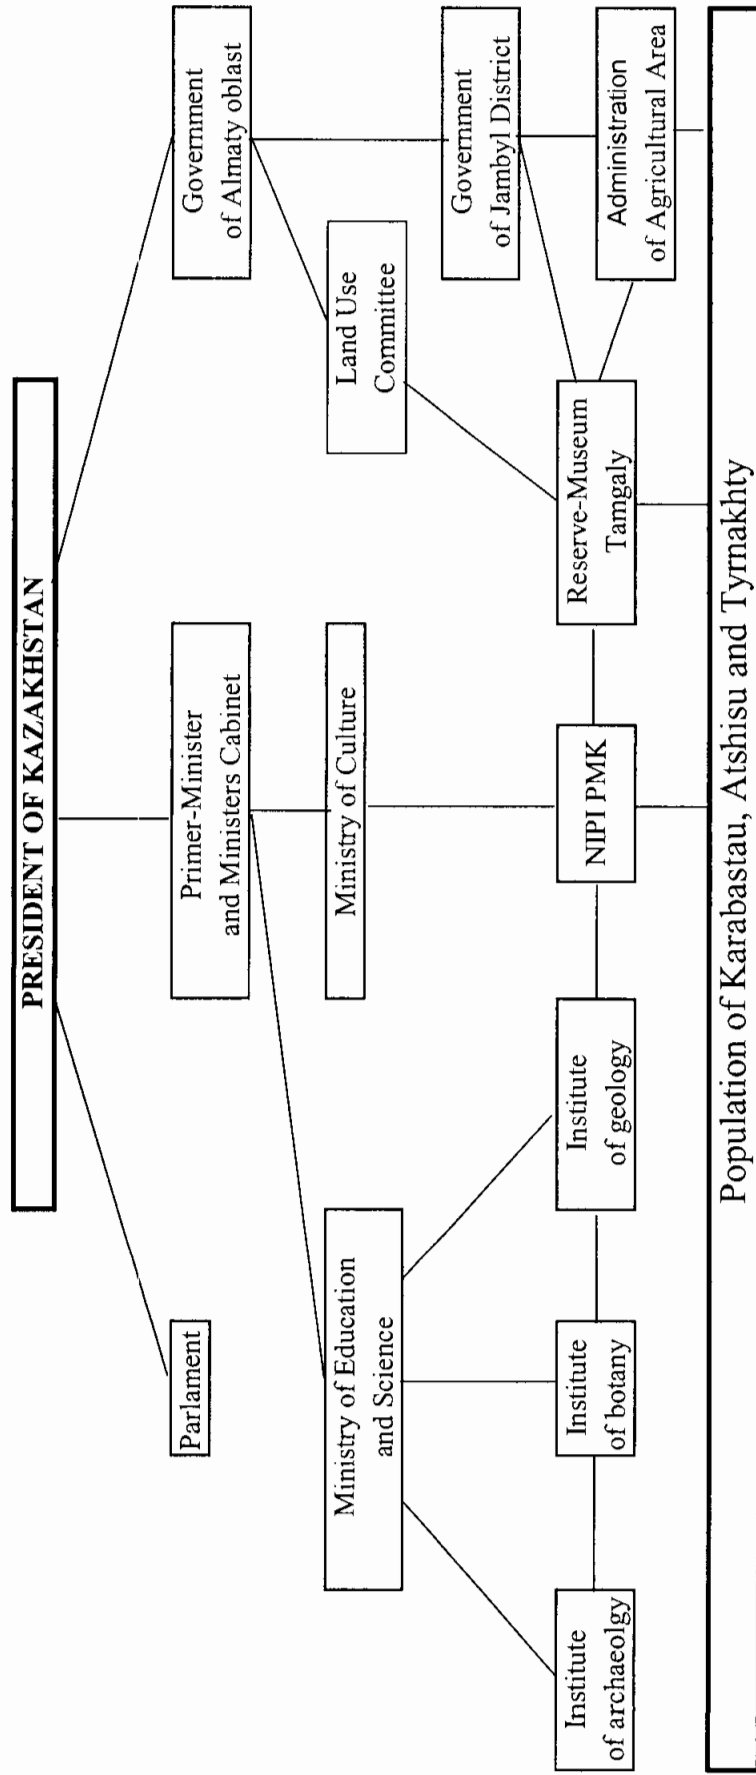 PRESIDENT OF KAZAKHSTAN
Parlament
Primer-Minister
and Ministers Cabinet
Government
of Almaty oblast
Ministry of Education
and Science
Ministry of Culture
Land Use
Committee
Government
of Jambyl District
Institute
of archaeolgy
Institute
of botany
Institute
of geology
NIPI PMK
Reserve-Museum
Tamgaly
Administration
of Agricultural Area
Population of Karabastau, Atshisu and Tyrnakhty